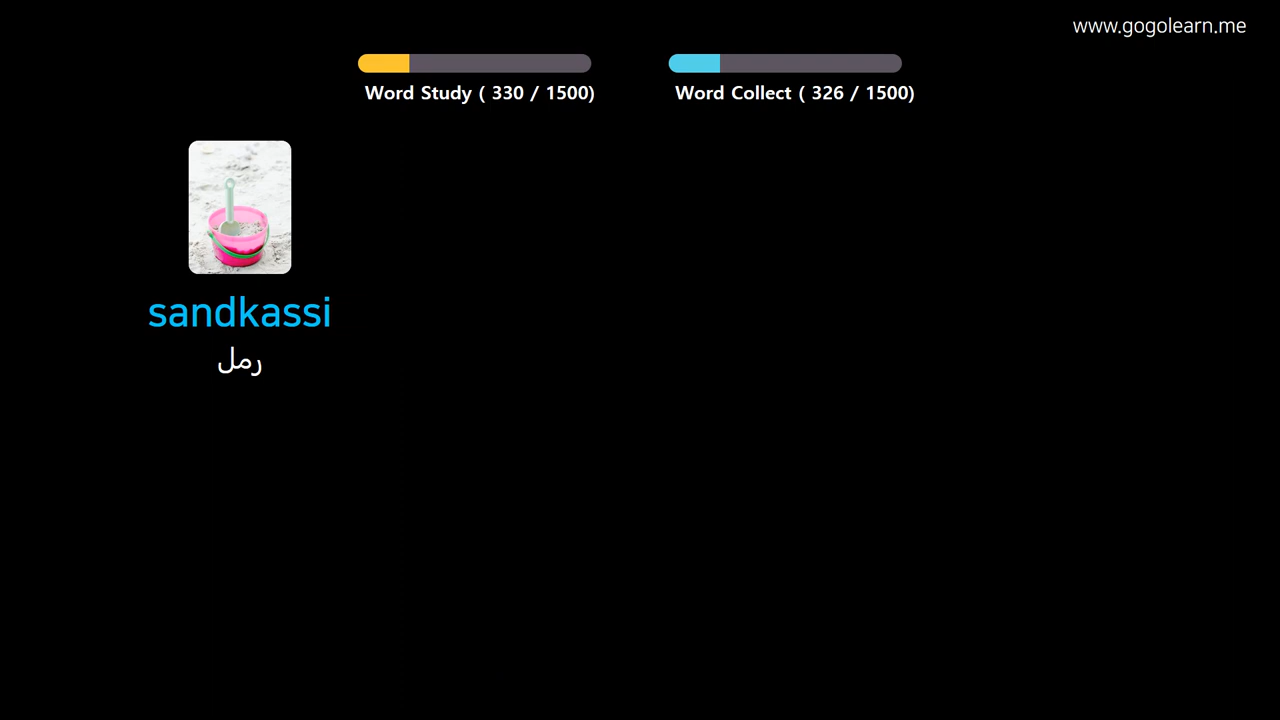 www.gogolearn.me
Word Study ( 330 / 1500)
Word Collect ( 326 / 1500)
sandkassi
رمل